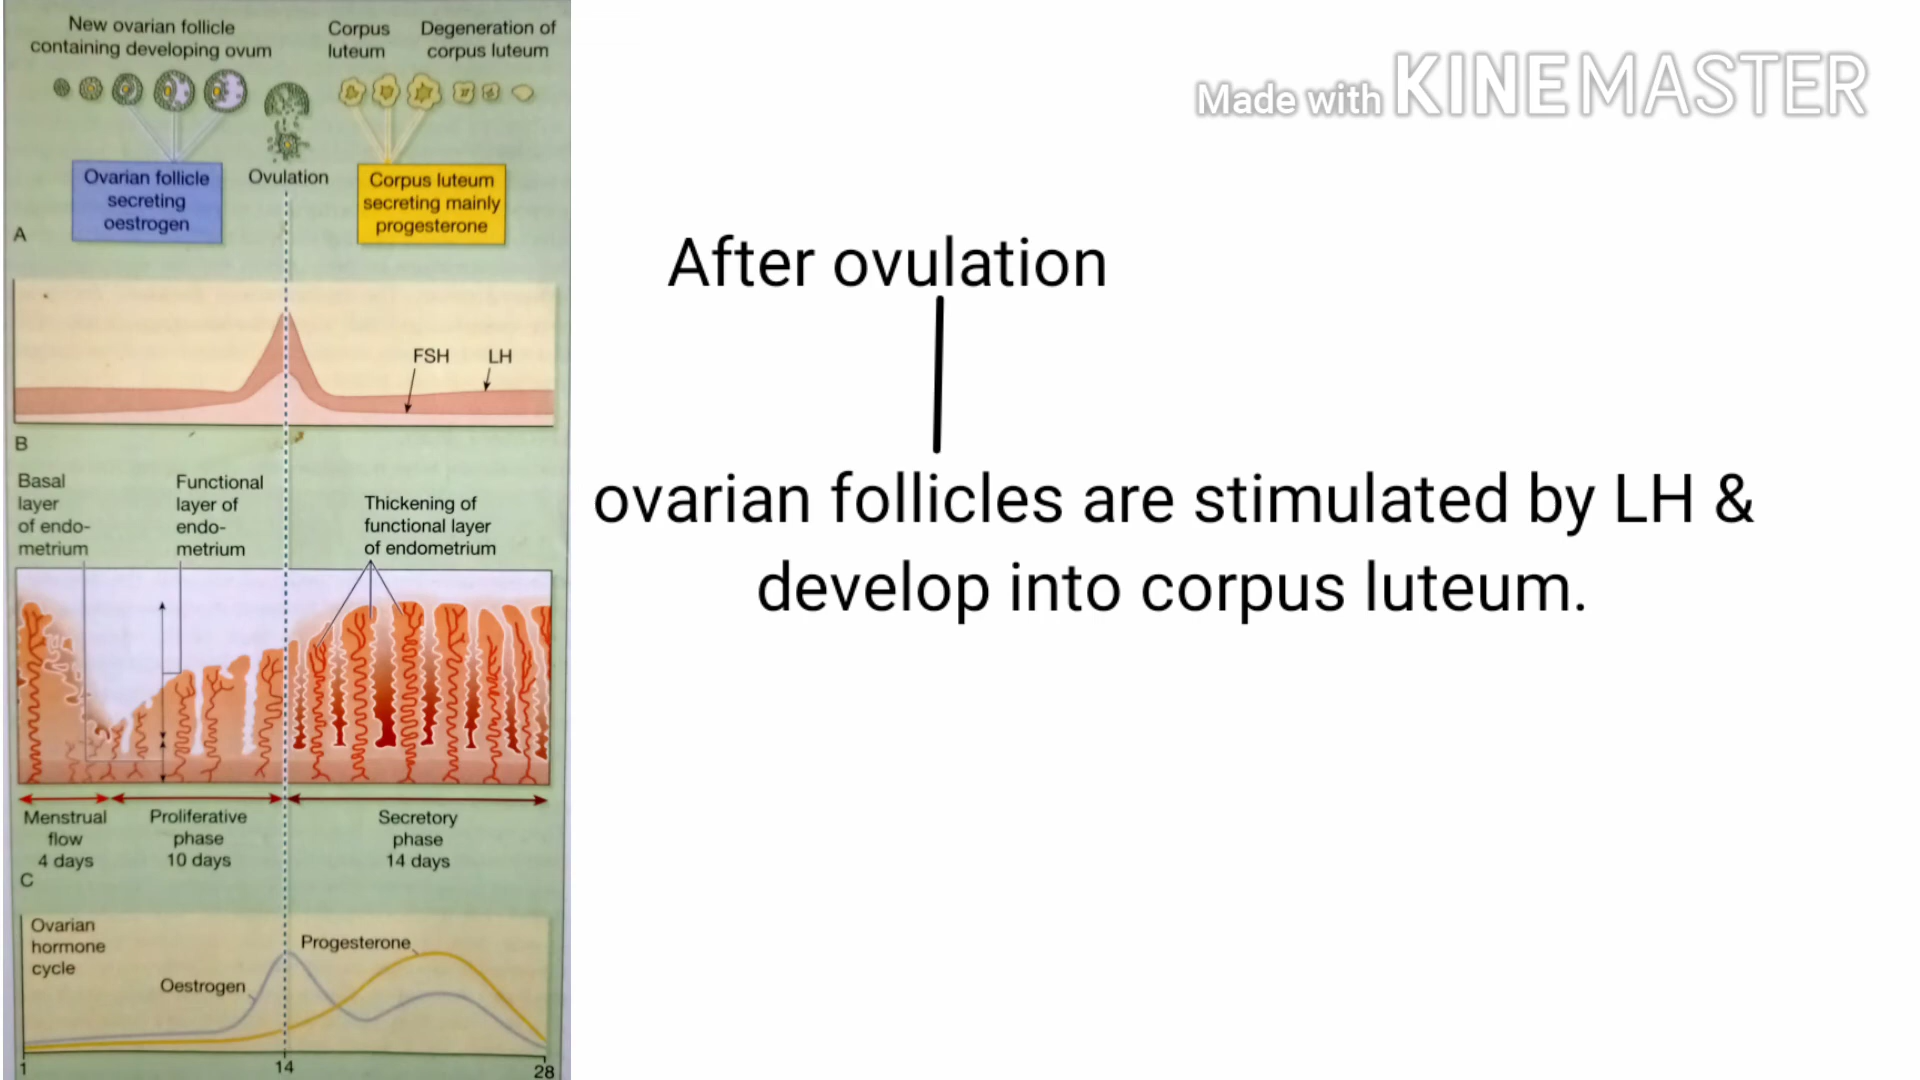 New ovarian follicle
containing developing ovum
Corpus
luteum
Degeneration of
corpus luteum
Ovarian follicle
secreting
oestrogen
Ovulation
Corpus luteum
secreting mainly
progesterone
A
FSH
LH
B
Basal
layer
of endo-
metrium
Functional
layer of
endo-
metrium
Thickening of
functional layer
of endometrium
Menstrual
flow
4 days
Proliferative
phase
10 days
Secretory
phase
14 days
C
Ovarian
hormone
cycle
Oestrogen
Progesterone
1
14
28
Made with KINEMASTER
After ovulation
ovarian follicles are stimulated by LH &
develop into corpus luteum.